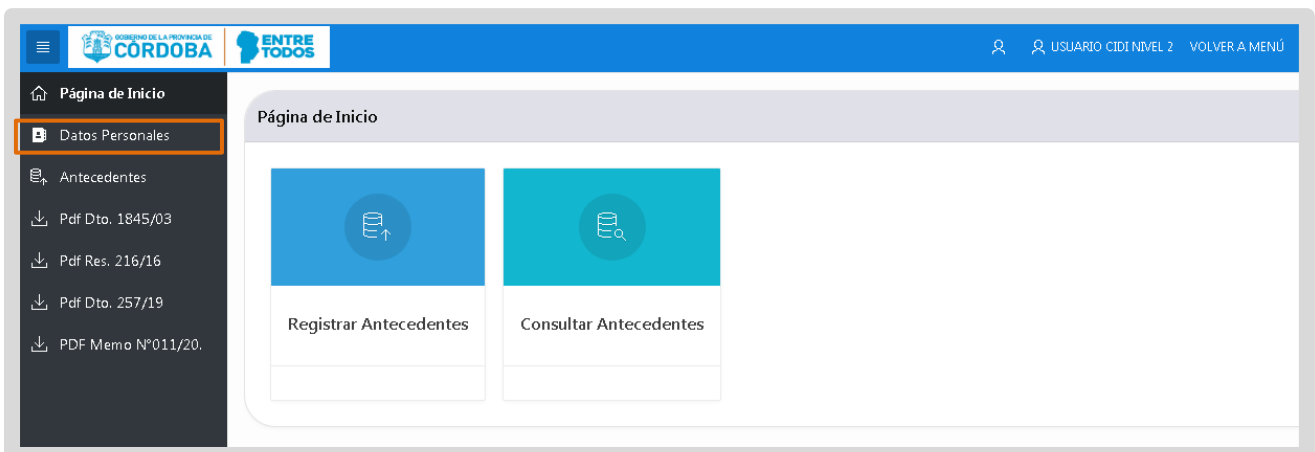 GOBIERNO DE LA PROVINCIA DE
CÓRDOBA
ENTRE
TODOS
USUARIO CIDI NIVEL 2 VOLVER A MENÚ
Página de Inicio
Datos Personales
Antecedentes
Pdf Dto. 1845/03
Pdf Res. 216/16
Pdf Dto. 257/19
PDF Memo N°011/20.
Página de Inicio
Registrar Antecedentes
Consultar Antecedentes